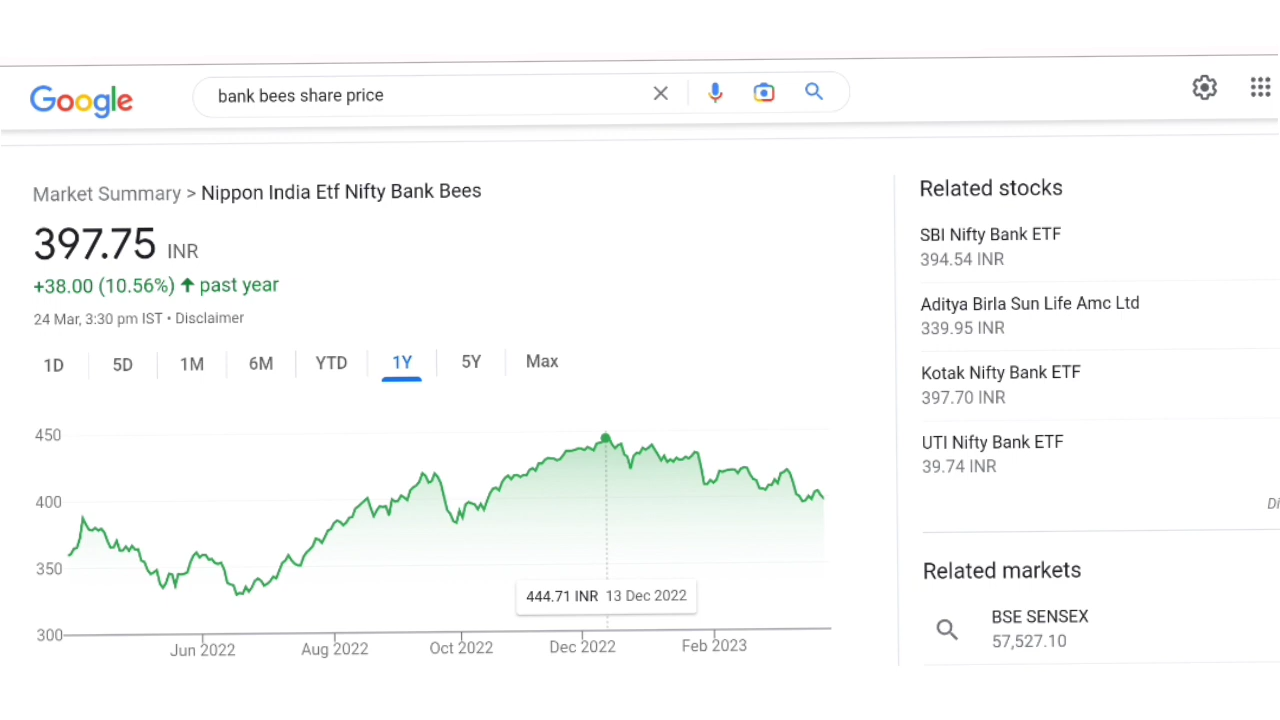 Google
bank bees share price
Market Summary > Nippon India Etf Nifty Bank Bees
397.75 INR
+38.00 (10.56%) ↑ past year
24 Mar, 3:30 pm IST • Disclaimer
1D 5D 1M 6M YTD 1Y 5Y Max
450
400
350
300
444.71 INR 13 Dec 2022
Jun 2022 Aug 2022 Oct 2022 Dec 2022 Feb 2023
Related stocks
SBI Nifty Bank ETF
394.54 INR
Aditya Birla Sun Life Amc Ltd
339.95 INR
Kotak Nifty Bank ETF
397.70 INR
UTI Nifty Bank ETF
39.74 INR
Di
Related markets
BSE SENSEX
57,527.10